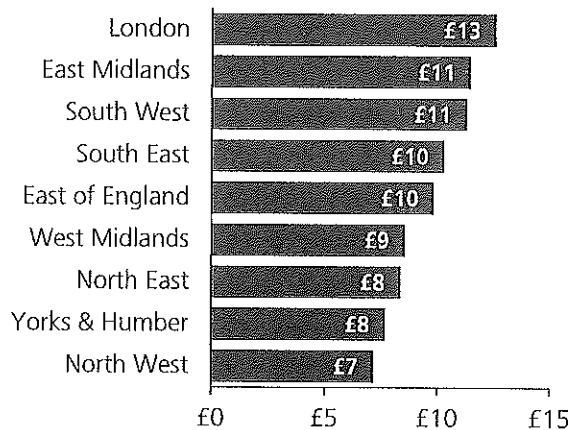 London £13
East Midlands £11
South West £11
South East £10
East of England £10
West Midlands £9
North East £8
Yorks & Humber £8
North West £7
£0 £5 £10 £15